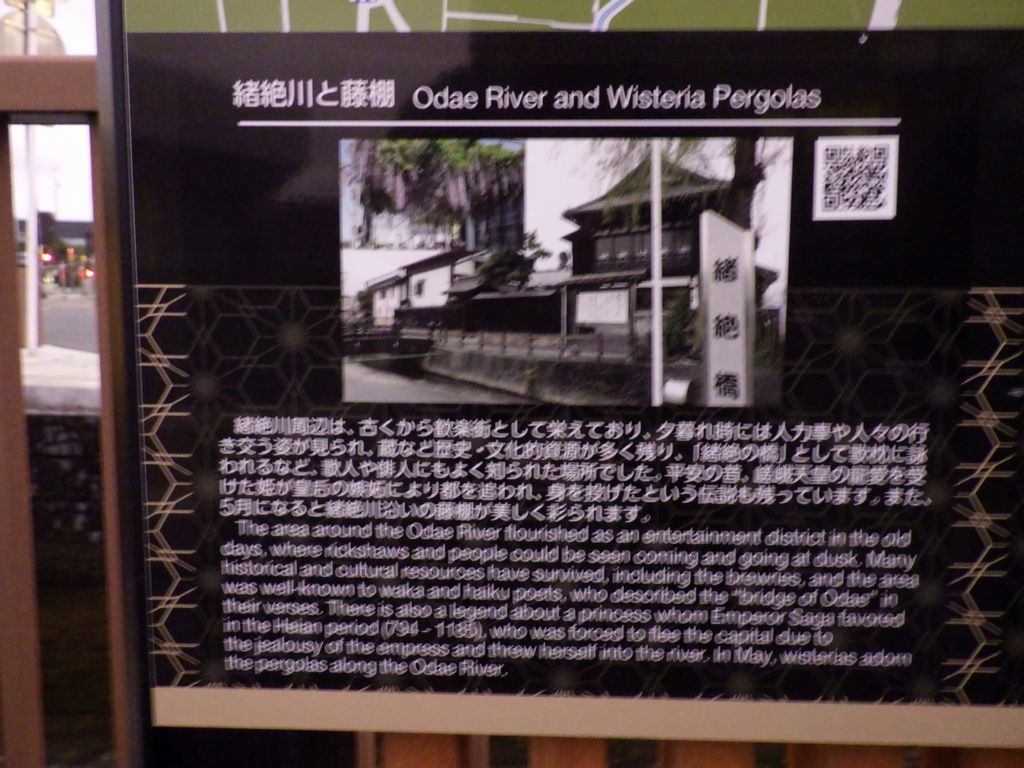 緒絶川と藤棚 Odae River and Wisteria Pergolas
緒絶橋
緒絶川周辺は、古くから歓楽街として栄えており、夕暮れ時には人力車や人々の行
き交う姿が見られ、蔵など歴史・文化的資源が多く残り、「緒絶の橋」として歌枕に詠
われるなど、歌人や俳人にもよく知られた場所でした。平安の昔、嵯峨天皇の寵愛を受
けた姫が皇后の嫉妬により都を追われ、身を投げたという伝説も残っています。また、
5月になると緒絶川沿いの藤棚が美しく彩られます。
The area around the Odae River flourished as an entertainment district in the old
days, where rickshaws and people could be seen coming and going at dusk. Many
historical and cultural resources have survived, including the brewries, and the area
was well-known to waka and haiku poets, who described the "bridge of Odae" in
their verses. There is also a legend about a princess whom Emperor Saga favored
in the Heian period (794 - 1185), who was forced to flee the capital due to
the jealousy of the empress and threw herself into the river. In May, wisterias adorn
the pergolas along the Odae River.